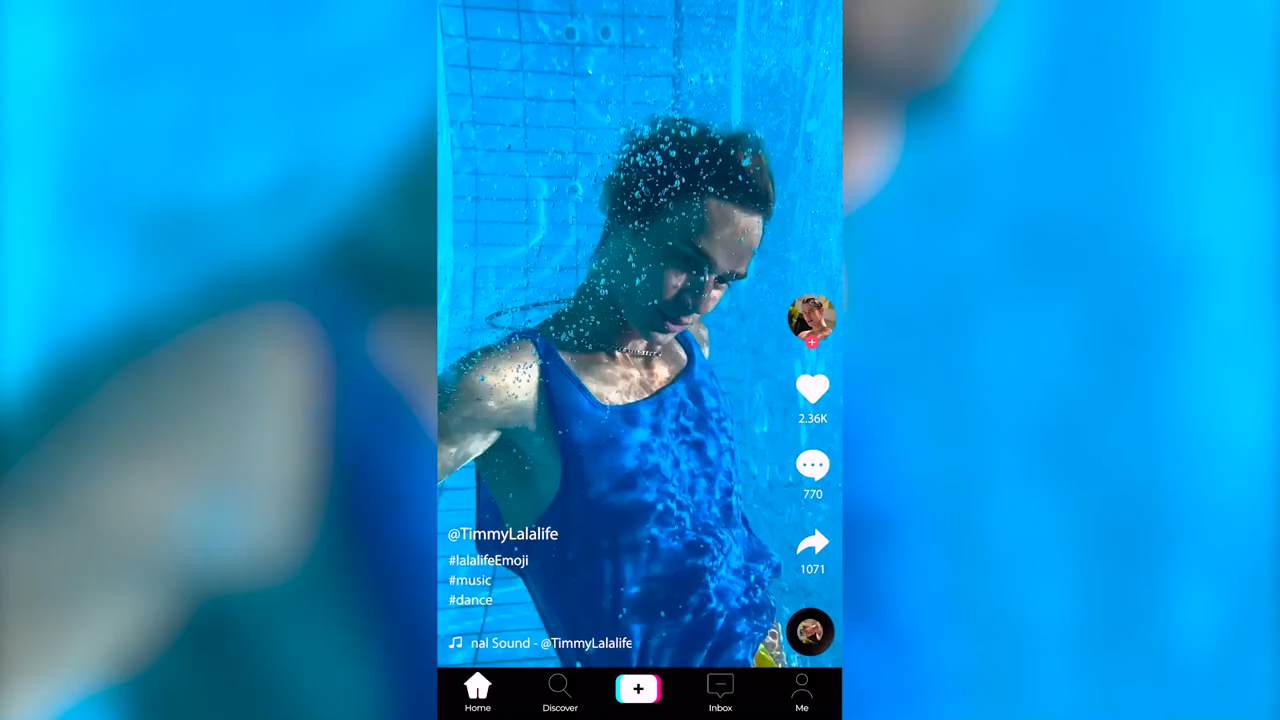 2.36K
770
1071
@TimmyLalalife
#lalalifeEmoji
#music
#dance
nal Sound - @TimmyLalalife
Home
Discover
Inbox
Me